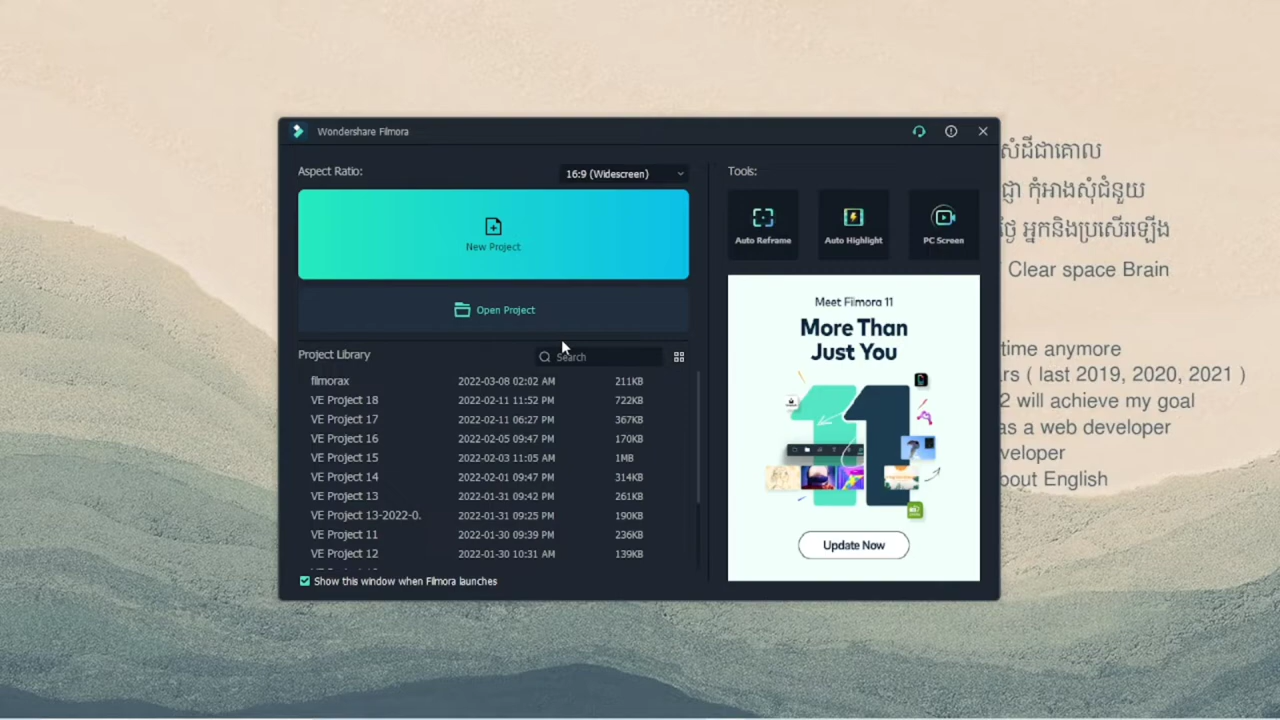 Wondershare Filmora
Aspect Ratio:
16:9 (Widescreen)
New Project
Open Project
Project Library
Search
filmorax 2022-03-08 02:02 AM 211KB
VE Project 18 2022-02-11 11:52 PM 722KB
VE Project 17 2022-02-11 06:27 PM 367KB
VE Project 16 2022-02-05 09:47 PM 170KB
VE Project 15 2022-02-03 11:05 AM 1MB
VE Project 14 2022-02-01 09:47 PM 314KB
VE Project 13 2022-01-31 09:42 PM 261KB
VE Project 13-2022-0. 2022-01-31 09:25 PM 190KB
VE Project 11 2022-01-30 09:39 PM 236KB
VE Project 12 2022-01-30 10:31 AM 139KB
Show this window when Filmora launches
Tools:
Auto Reframe
Auto Highlight
PC Screen
Meet Filmora 11
More Than
Just You
11
Update Now
សំដីជាគោល
ជ្ញា កុំអាងសុំជំនួយ
ថ្ងៃ អ្នកនិងប្រសើរឡើង
Clear space Brain
time anymore
rs ( last 2019, 2020, 2021 )
2 will achieve my goal
as a web developer
veloper
bout English